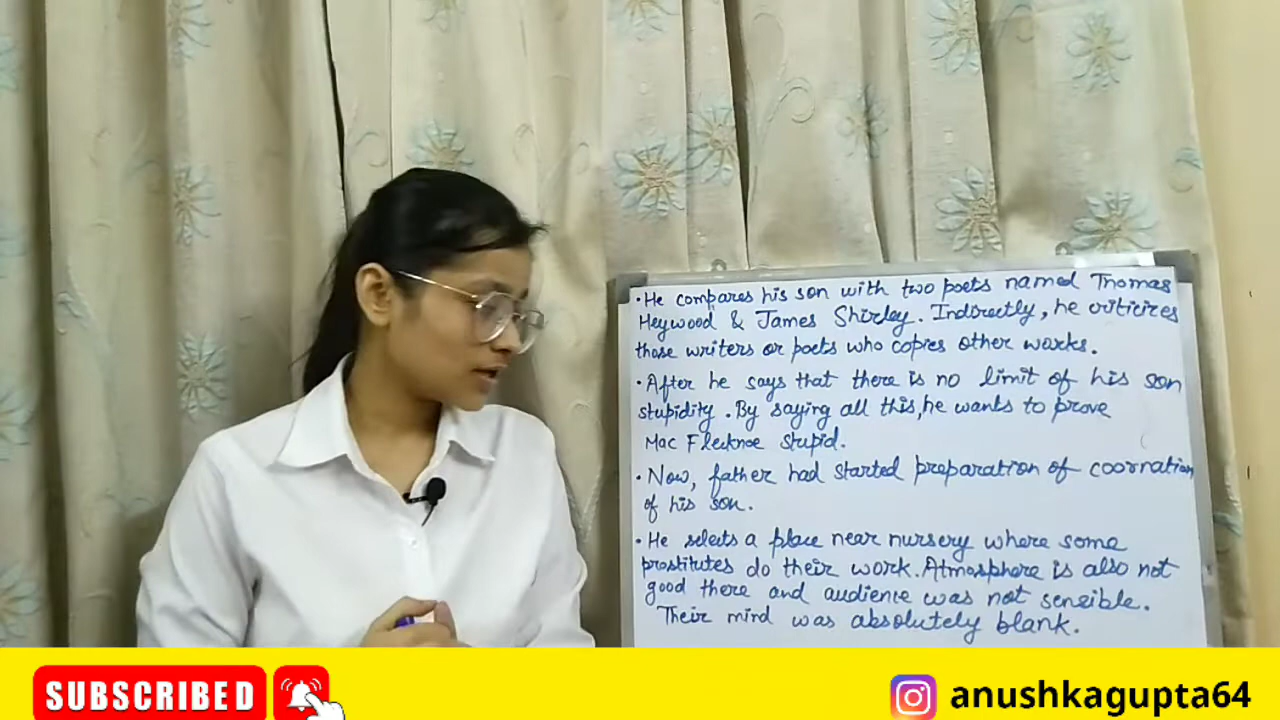 • He compares his son with two poets named Thomas
Heywood & James Shirley. Indirectly, he criticizes
those writers or poets who copies other works.
• After he says that there is no limit of his son
stupidity. By saying all this, he wants to prove
Mac Flecknoe stupid.
• Now, father had started preparation of coornation
of his son.
• He selects a place near nursery where some
prostitutes do their work. Atmosphere is also not
good there and audience was not sensible.
Their mind was absolutely blank.
SUBSCRIBED
anushkagupta64